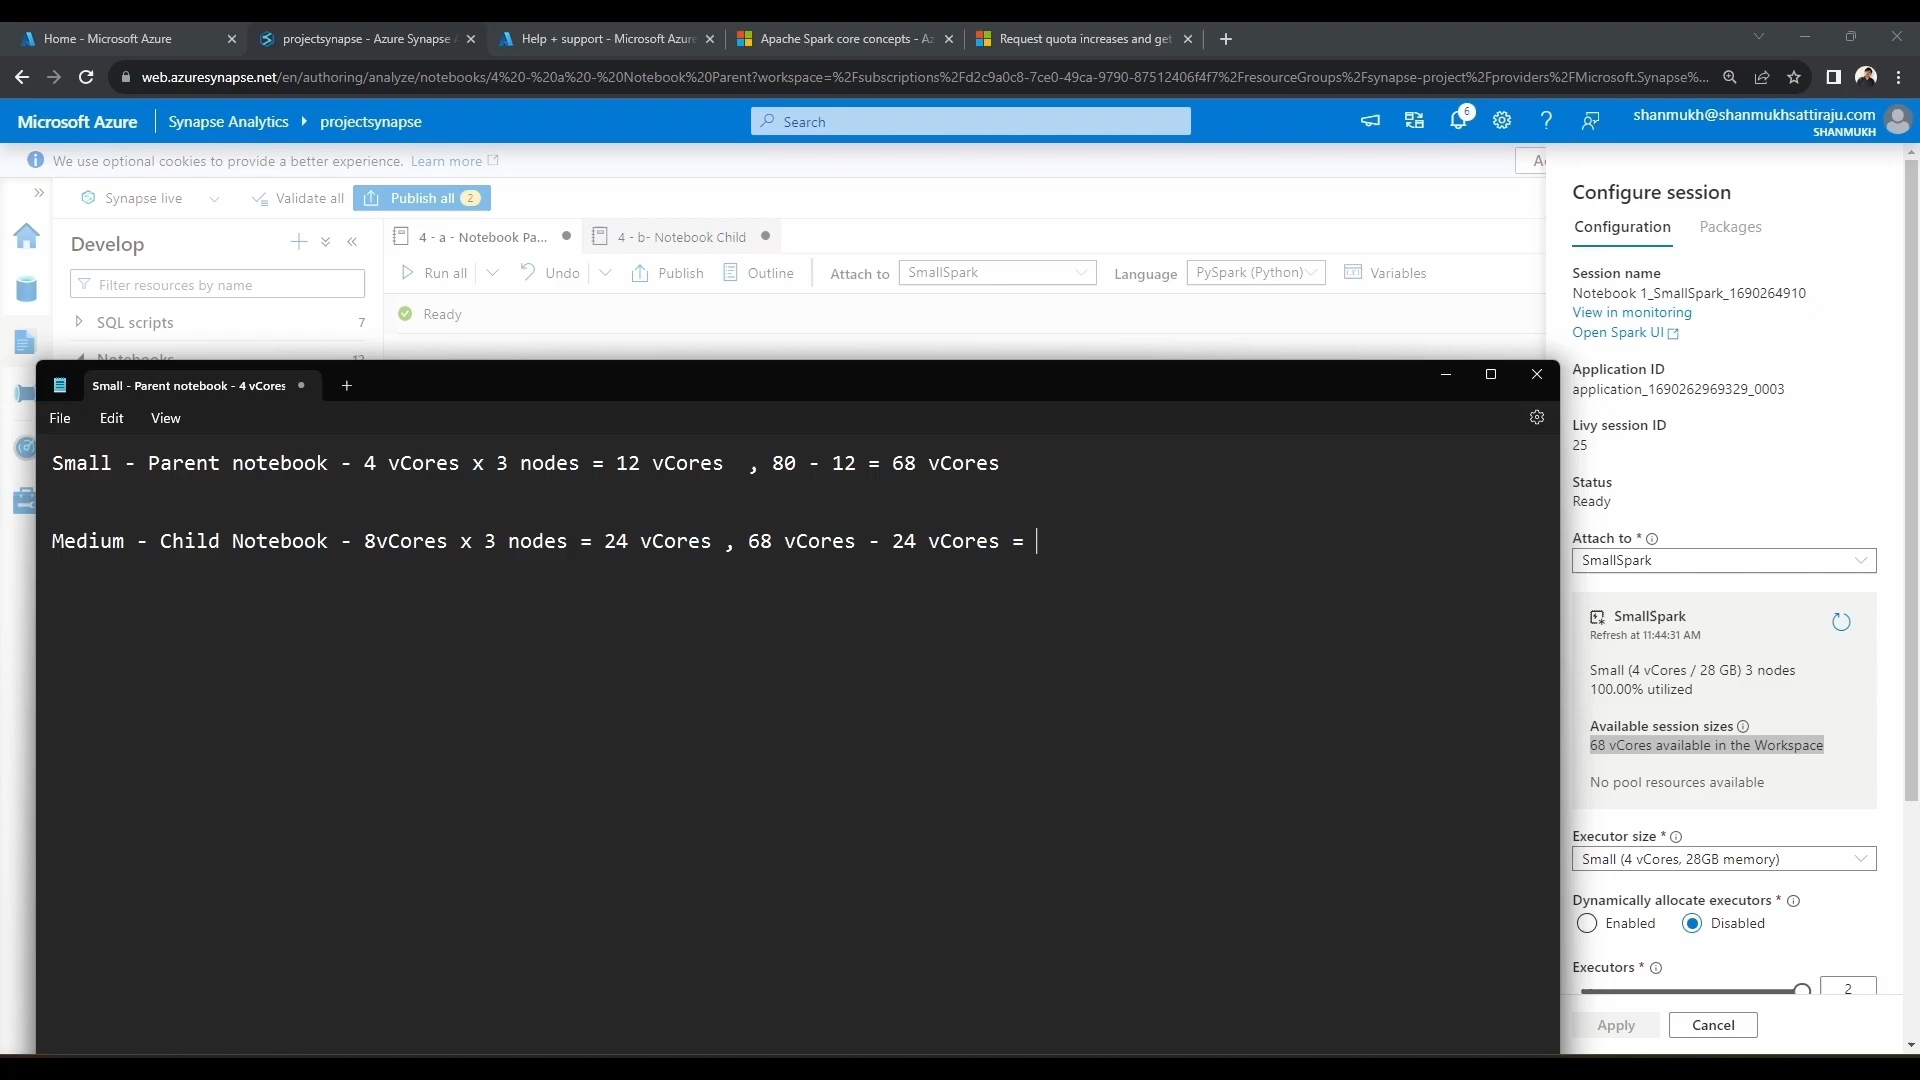 Home - Microsoft Azure
projectsynapse - Azure Synapse A
Help + support - Microsoft Azure
Apache Spark core concepts - Az
Request quota increases and get
web.azuresynapse.net/en/authoring/analyze/notebooks/4%20-%20a%20-%20Notebook%20Parent?workspace=%2Fsubscriptions%2Fd2c9a0c8-7ce0-49ca-9790-87512406f4f7%2FresourceGroups%2Fsynapse-project%2Fproviders%2FMicrosoft.Synapse%...
Microsoft Azure
Synapse Analytics
projectsynapse
Search
6
shanmukh@shanmukhsattiraju.com
SHANMUKH
We use optional cookies to provide a better experience. Learn more
Synapse live
Validate all
Publish all 2
Develop
4 - a - Notebook Pa...
4 - b- Notebook Child
Run all
Undo
Publish
Outline
Attach to
SmallSpark
Language
PySpark (Python)
Variables
Filter resources by name
Ready
SQL scripts 7
Notebooks 12
Small - Parent notebook - 4 vCores
File
Edit
View
Small - Parent notebook - 4 vCores x 3 nodes = 12 vCores  , 80 - 12 = 68 vCores
Medium - Child Notebook - 8vCores x 3 nodes = 24 vCores , 68 vCores - 24 vCores =
Configure session
Configuration
Packages
Session name
Notebook 1_SmallSpark_1690264910
View in monitoring
Open Spark UI
Application ID
application_1690262969329_0003
Livy session ID
25
Status
Ready
Attach to *
SmallSpark
SmallSpark
Refresh at 11:44:31 AM
Small (4 vCores / 28 GB) 3 nodes
100.00% utilized
Available session sizes
68 vCores available in the Workspace
No pool resources available
Executor size *
Small (4 vCores, 28GB memory)
Dynamically allocate executors *
Enabled
Disabled
Executors *
2
Apply
Cancel